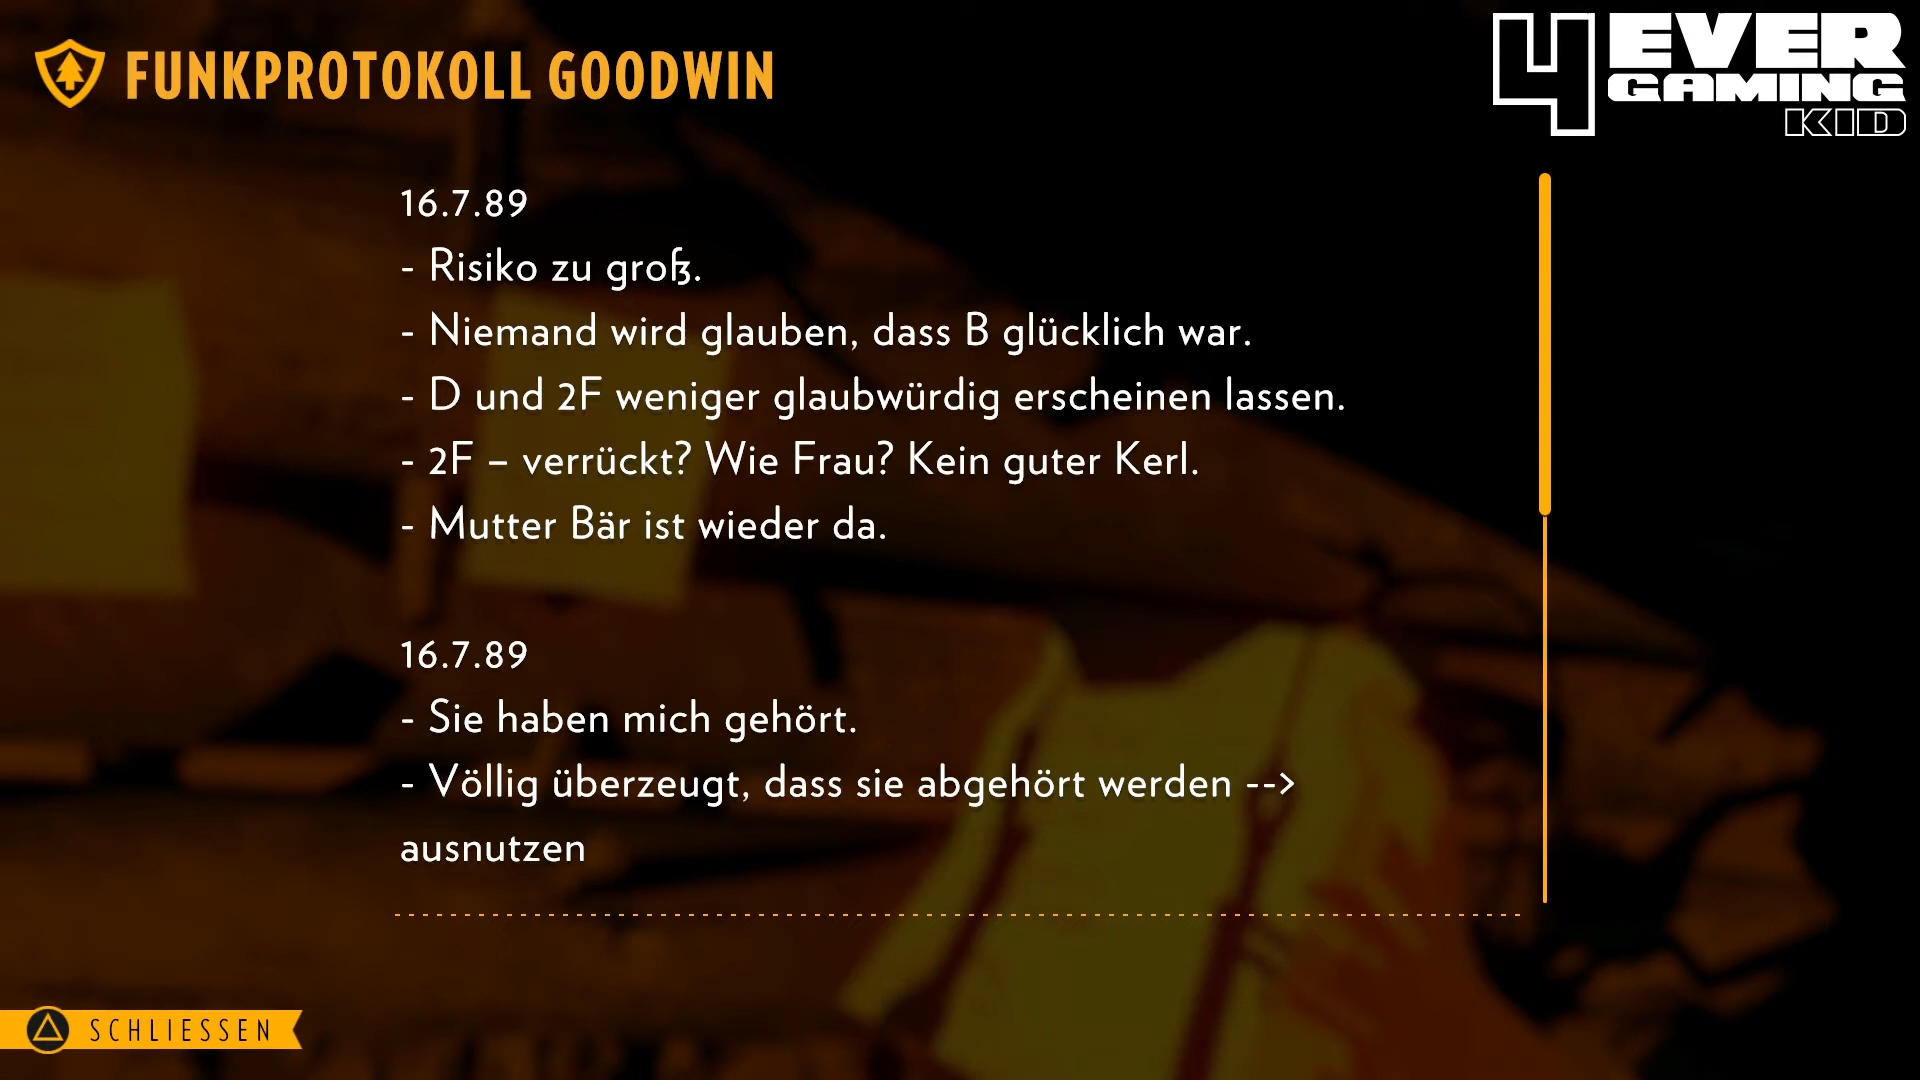 FUNKPROTOKOLL GOODWIN
4EVER
GAMING
KID
16.7.89
- Risiko zu groß.
- Niemand wird glauben, dass B glücklich war.
- D und 2F weniger glaubwürdig erscheinen lassen.
- 2F – verrückt? Wie Frau? Kein guter Kerl.
- Mutter Bär ist wieder da.
16.7.89
- Sie haben mich gehört.
- Völlig überzeugt, dass sie abgehört werden -->
ausnutzen
SCHLIESSEN